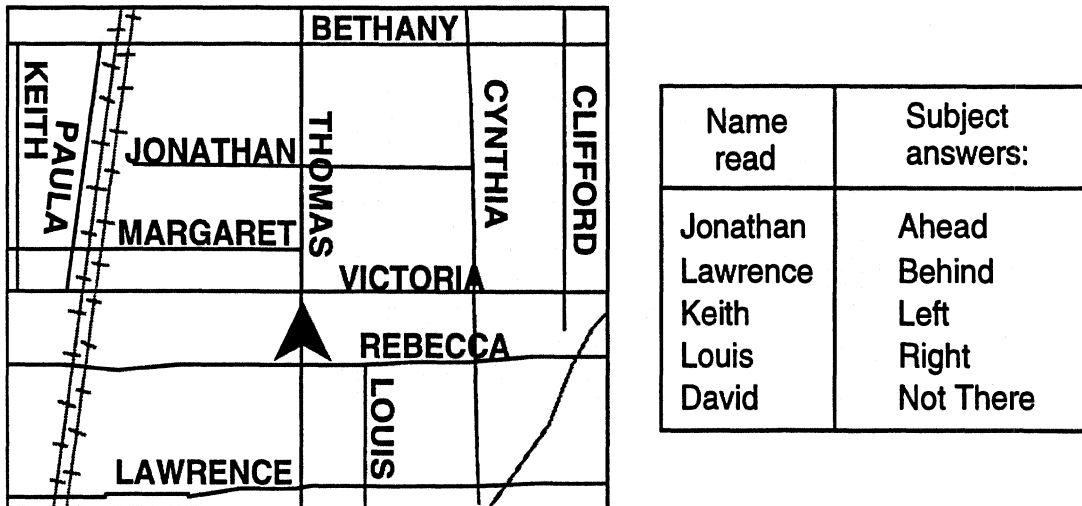 BETHANY
KEITH
PAULA
JONATHAN
THOMAS
CYNTHIA
CLIFFORD
MARGARET
VICTORIA
REBECCA
LOUIS
LAWRENCE
Name read
Subject answers:
Jonathan Ahead
Lawrence Behind
Keith Left
Louis Right
David Not There